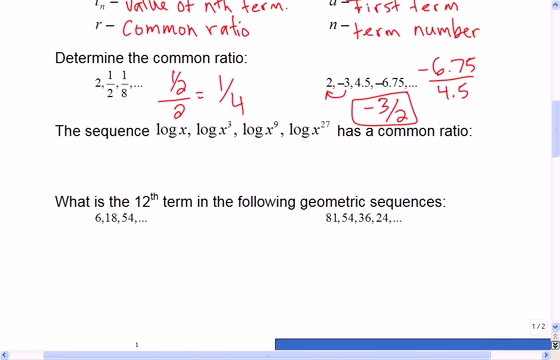 tn – Value of nth term. a – First term
r – Common ratio n – term number
Determine the common ratio:
2, 1/2, 1/8, ... 1/2 / 2 = 1/4 2, −3, 4.5, −6.75, ... −6.75 / 4.5
−3/2
The sequence log x, log x³, log x⁹, log x²⁷ has a common ratio:
What is the 12th term in the following geometric sequences:
6,18,54,... 81,54,36,24,...
1 / 2
1